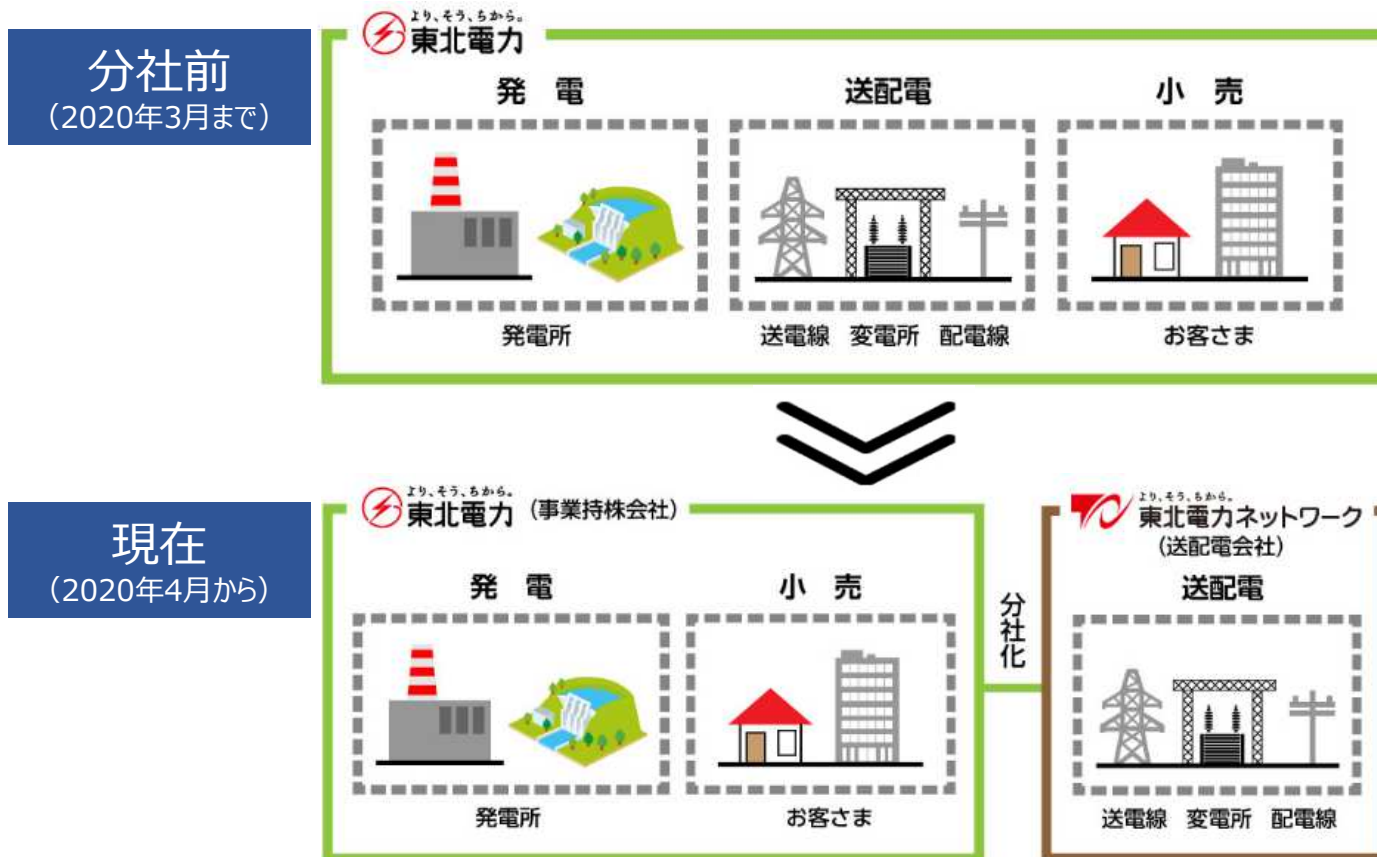 分社前
（2020年3月まで）
より、そう、ちから。
東北電力
発 電
送配電
小 売
発電所
送電線 変電所 配電線
お客さま
現在
（2020年4月から）
より、そう、ちから。
東北電力（事業持株会社）
発 電
小 売
発電所
お客さま
分社化
より、そう、ちから。
東北電力ネットワーク
（送配電会社）
送配電
送電線 変電所 配電線